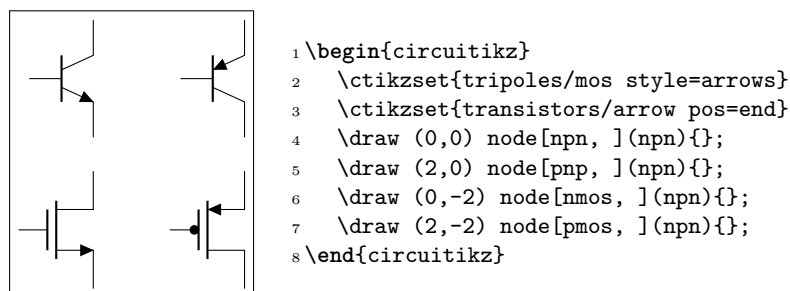 1 \begin{circuitikz}
2 \ctikzset{tripoles/mos style=arrows}
3 \ctikzset{transistors/arrow pos=end}
4 \draw (0,0) node[npn, ](npn){};
5 \draw (2,0) node[pnp, ](npn){};
6 \draw (0,-2) node[nmos, ](npn){};
7 \draw (2,-2) node[pmos, ](npn){};
8 \end{circuitikz}